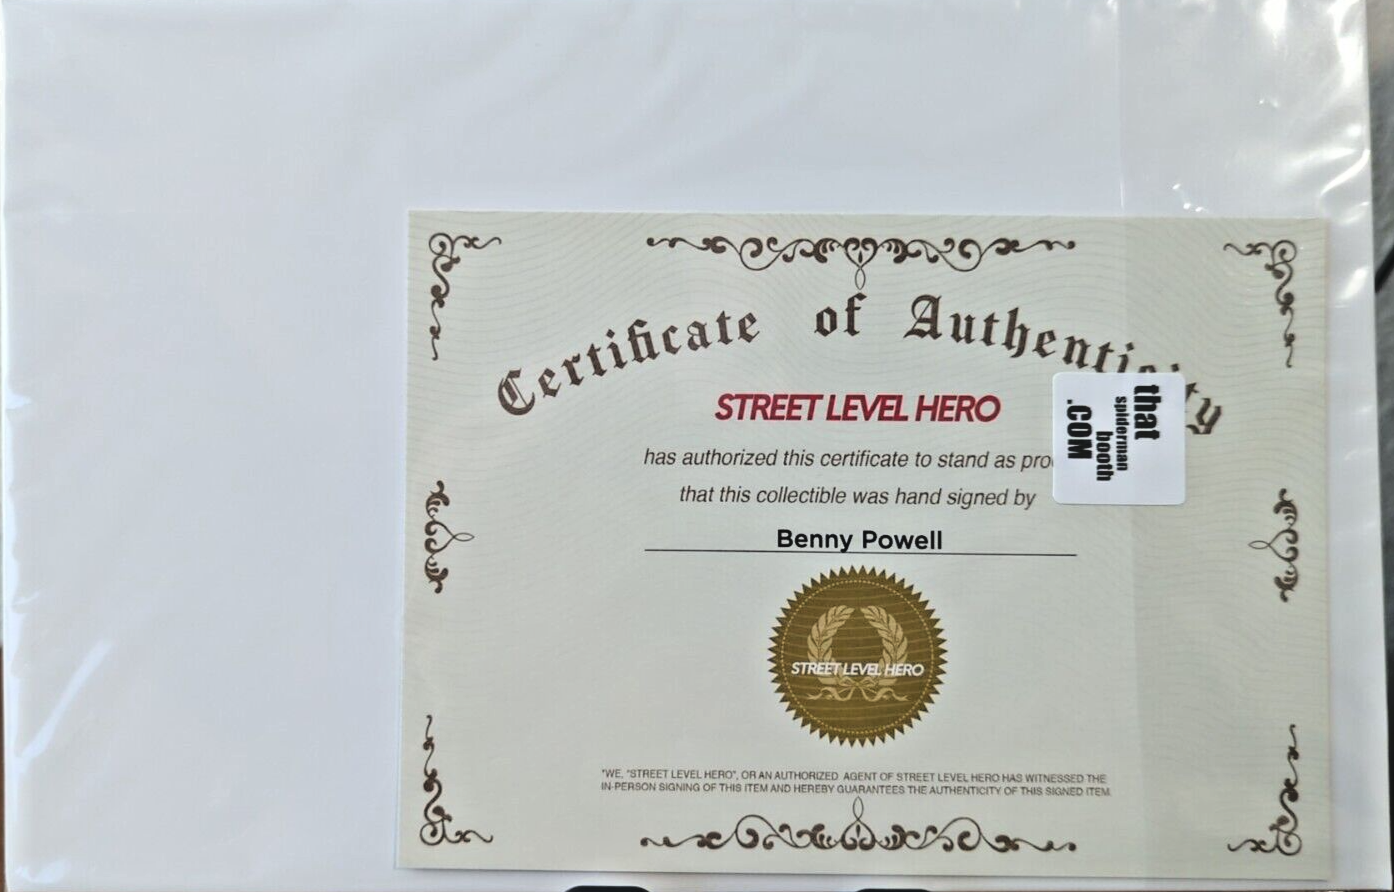 Certificate of Authenticity
STREET LEVEL HERO
has authorized this certificate to stand as pro
that this collectible was hand signed by
Benny Powell
STREET LEVEL HERO
"WE, "STREET LEVEL HERO", OR AN AUTHORIZED AGENT OF STREET LEVEL HERO HAS WITNESSED THE
IN-PERSON SIGNING OF THIS ITEM AND HEREBY GUARANTEES THE AUTHENTICITY OF THIS SIGNED ITEM.
that
spiderman
booth
.COM